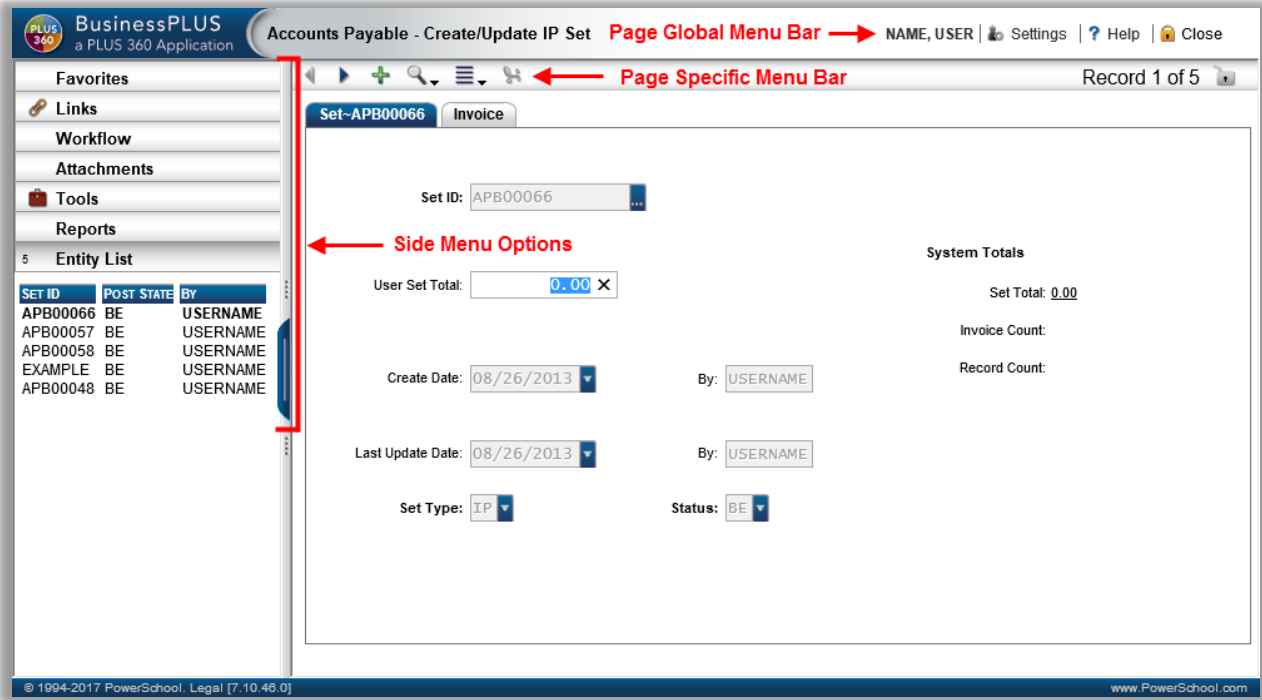 PLUS 360 BusinessPLUS
a PLUS 360 Application
Accounts Payable - Create/Update IP Set Page Global Menu Bar NAME, USER | Settings | ? Help | Close
Favorites
Links
Workflow
Attachments
Tools
Reports
5 Entity List
SET ID POST STATE BY
APB00066 BE USERNAME
APB00057 BE USERNAME
APB00058 BE USERNAME
EXAMPLE BE USERNAME
APB00048 BE USERNAME
Page Specific Menu Bar Record 1 of 5
Set~APB00066 Invoice
Set ID: APB00066 ...
Side Menu Options
User Set Total: 0.00
Create Date: 08/26/2013 By: USERNAME
Last Update Date: 08/26/2013 By: USERNAME
Set Type: IP Status: BE
System Totals
Set Total: 0.00
Invoice Count:
Record Count:
© 1994-2017 PowerSchool. Legal [7.10.46.0] www.PowerSchool.com